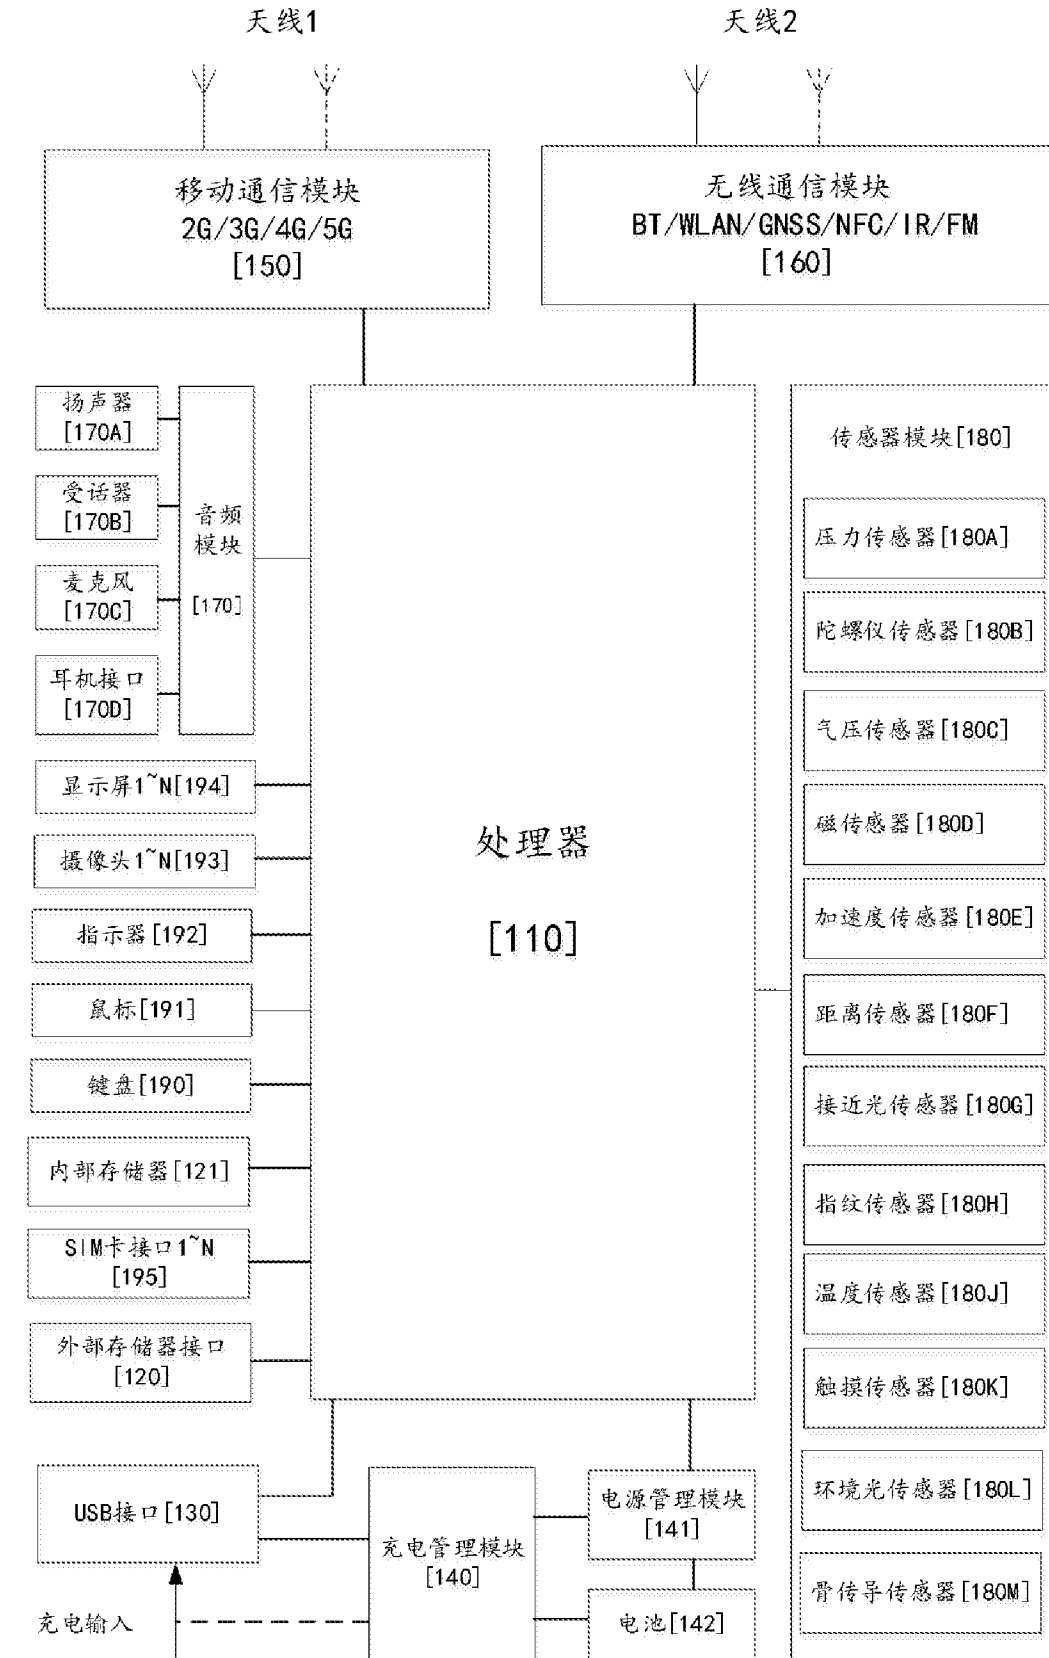 天线1
天线2
移动通信模块
2G/3G/4G/5G
[150]
无线通信模块
BT/WLAN/GNSS/NFC/IR/FM
[160]
扬声器
[170A]
受话器
[170B]
麦克风
[170C]
耳机接口
[170D]
音频
模块
[170]
显示屏1~N[194]
摄像头1~N[193]
指示器[192]
鼠标[191]
键盘[190]
内部存储器[121]
SIM卡接口1~N
[195]
外部存储器接口
[120]
处理器
[110]
传感器模块[180]
压力传感器[180A]
陀螺仪传感器[180B]
气压传感器[180C]
磁传感器[180D]
加速度传感器[180E]
距离传感器[180F]
接近光传感器[180G]
指纹传感器[180H]
温度传感器[180J]
触摸传感器[180K]
环境光传感器[180L]
骨传导传感器[180M]
USB接口[130]
充电管理模块
[140]
电源管理模块
[141]
电池[142]
充电输入